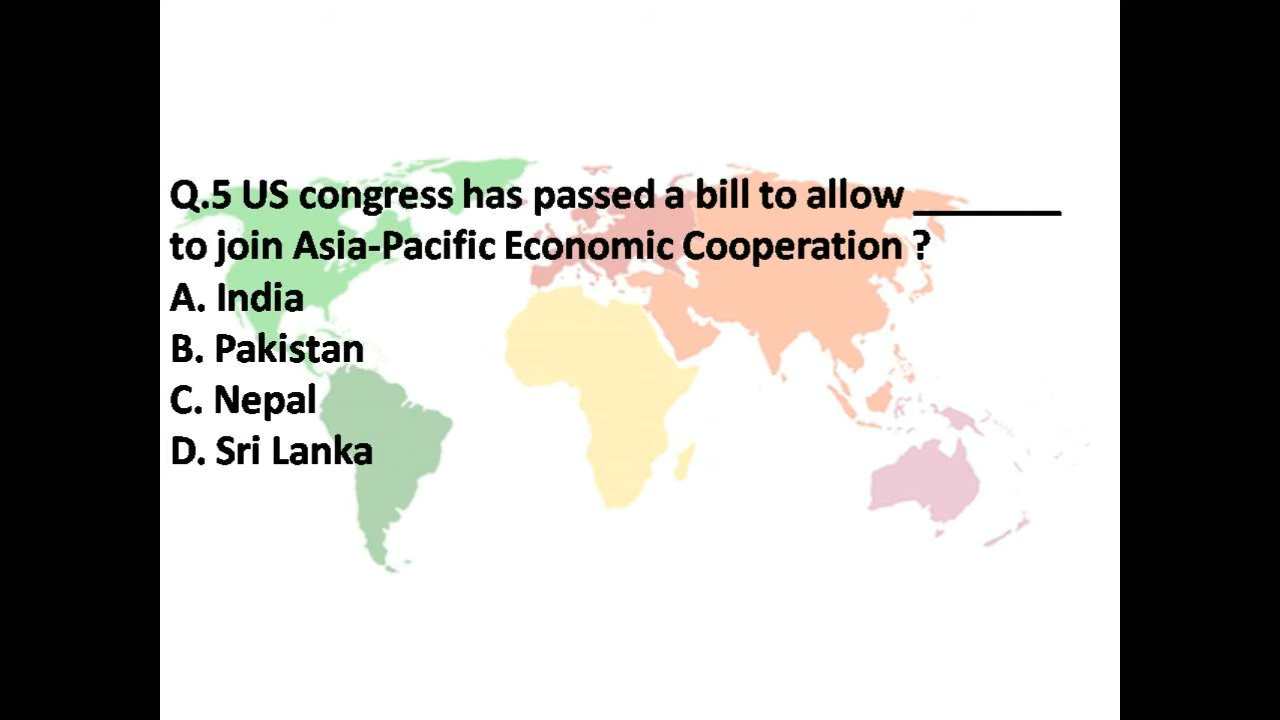 Q.5 US congress has passed a bill to allow _______
to join Asia-Pacific Economic Cooperation ?
A. India
B. Pakistan
C. Nepal
D. Sri Lanka